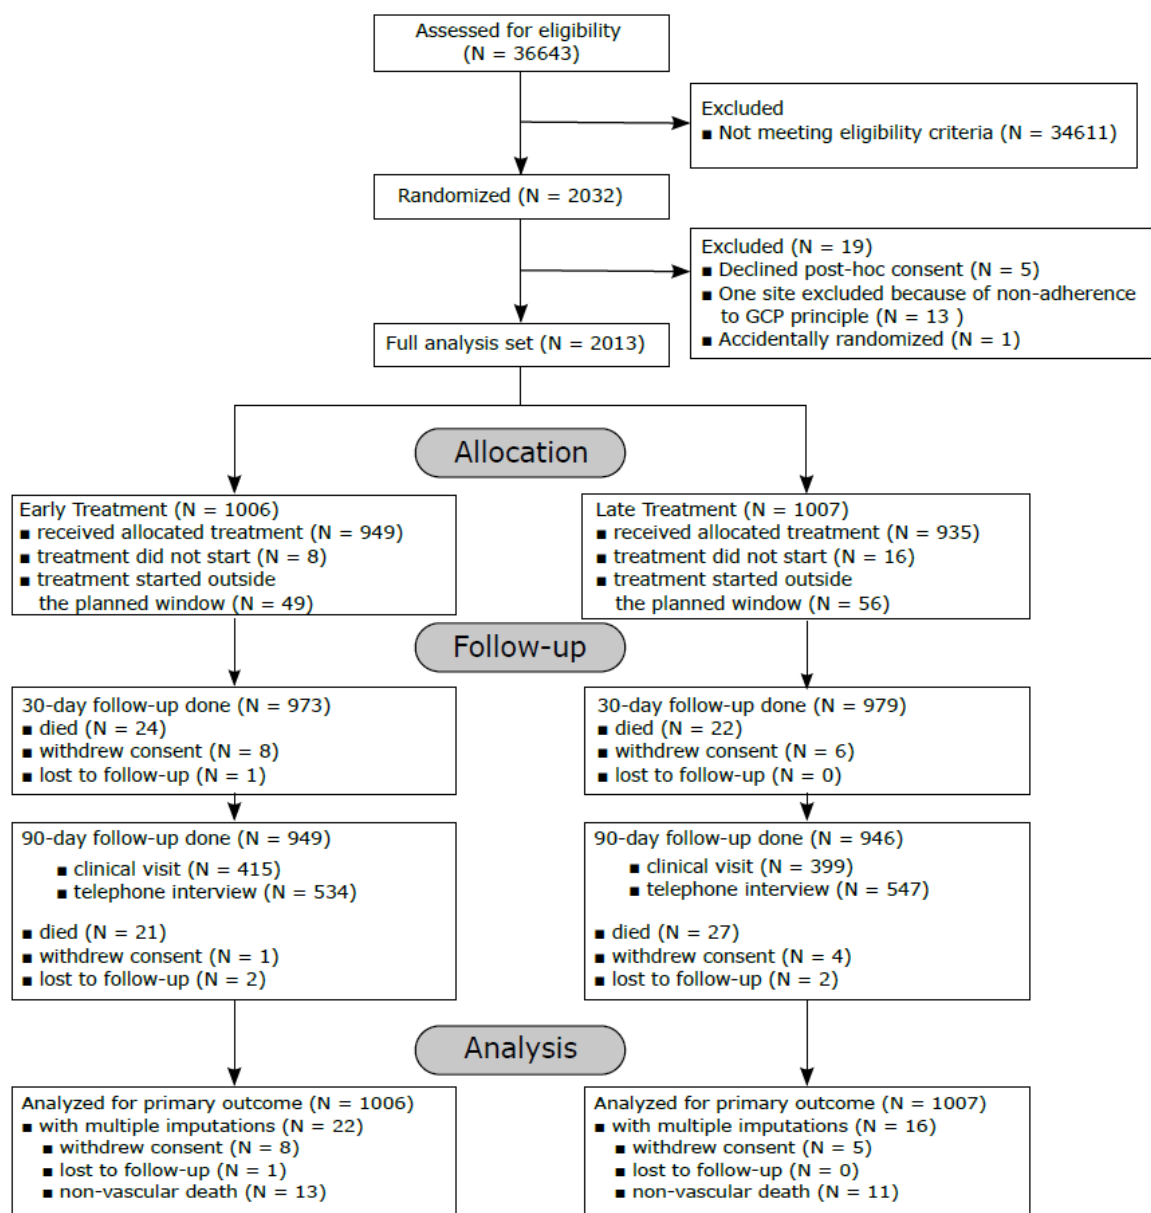 Assessed for eligibility
(N = 36643)
Excluded
■ Not meeting eligibility criteria (N = 34611)
Randomized (N = 2032)
Excluded (N = 19)
■ Declined post-hoc consent (N = 5)
■ One site excluded because of non-adherence
to GCP principle (N = 13 )
■ Accidentally randomized (N = 1)
Full analysis set (N = 2013)
Allocation
Early Treatment (N = 1006)
■ received allocated treatment (N = 949)
■ treatment did not start (N = 8)
■ treatment started outside
the planned window (N = 49)
Late Treatment (N = 1007)
■ received allocated treatment (N = 935)
■ treatment did not start (N = 16)
■ treatment started outside
the planned window (N = 56)
Follow-up
30-day follow-up done (N = 973)
■ died (N = 24)
■ withdrew consent (N = 8)
■ lost to follow-up (N = 1)
30-day follow-up done (N = 979)
■ died (N = 22)
■ withdrew consent (N = 6)
■ lost to follow-up (N = 0)
90-day follow-up done (N = 949)
■ clinical visit (N = 415)
■ telephone interview (N = 534)
■ died (N = 21)
■ withdrew consent (N = 1)
■ lost to follow-up (N = 2)
90-day follow-up done (N = 946)
■ clinical visit (N = 399)
■ telephone interview (N = 547)
■ died (N = 27)
■ withdrew consent (N = 4)
■ lost to follow-up (N = 2)
Analysis
Analyzed for primary outcome (N = 1006)
■ with multiple imputations (N = 22)
■ withdrew consent (N = 8)
■ lost to follow-up (N = 1)
■ non-vascular death (N = 13)
Analyzed for primary outcome (N = 1007)
■ with multiple imputations (N = 16)
■ withdrew consent (N = 5)
■ lost to follow-up (N = 0)
■ non-vascular death (N = 11)